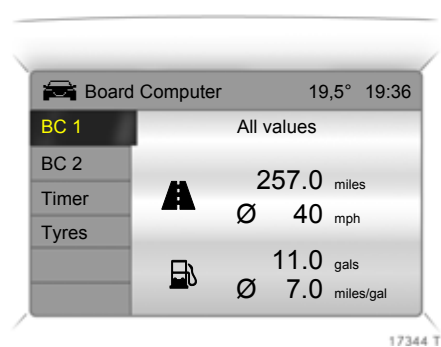 Board Computer 19,5° 19:36
BC 1
All values
BC 2
Timer
Tyres
257.0 miles
Ø 40 mph
11.0 gals
Ø 7.0 miles/gal
17344 T